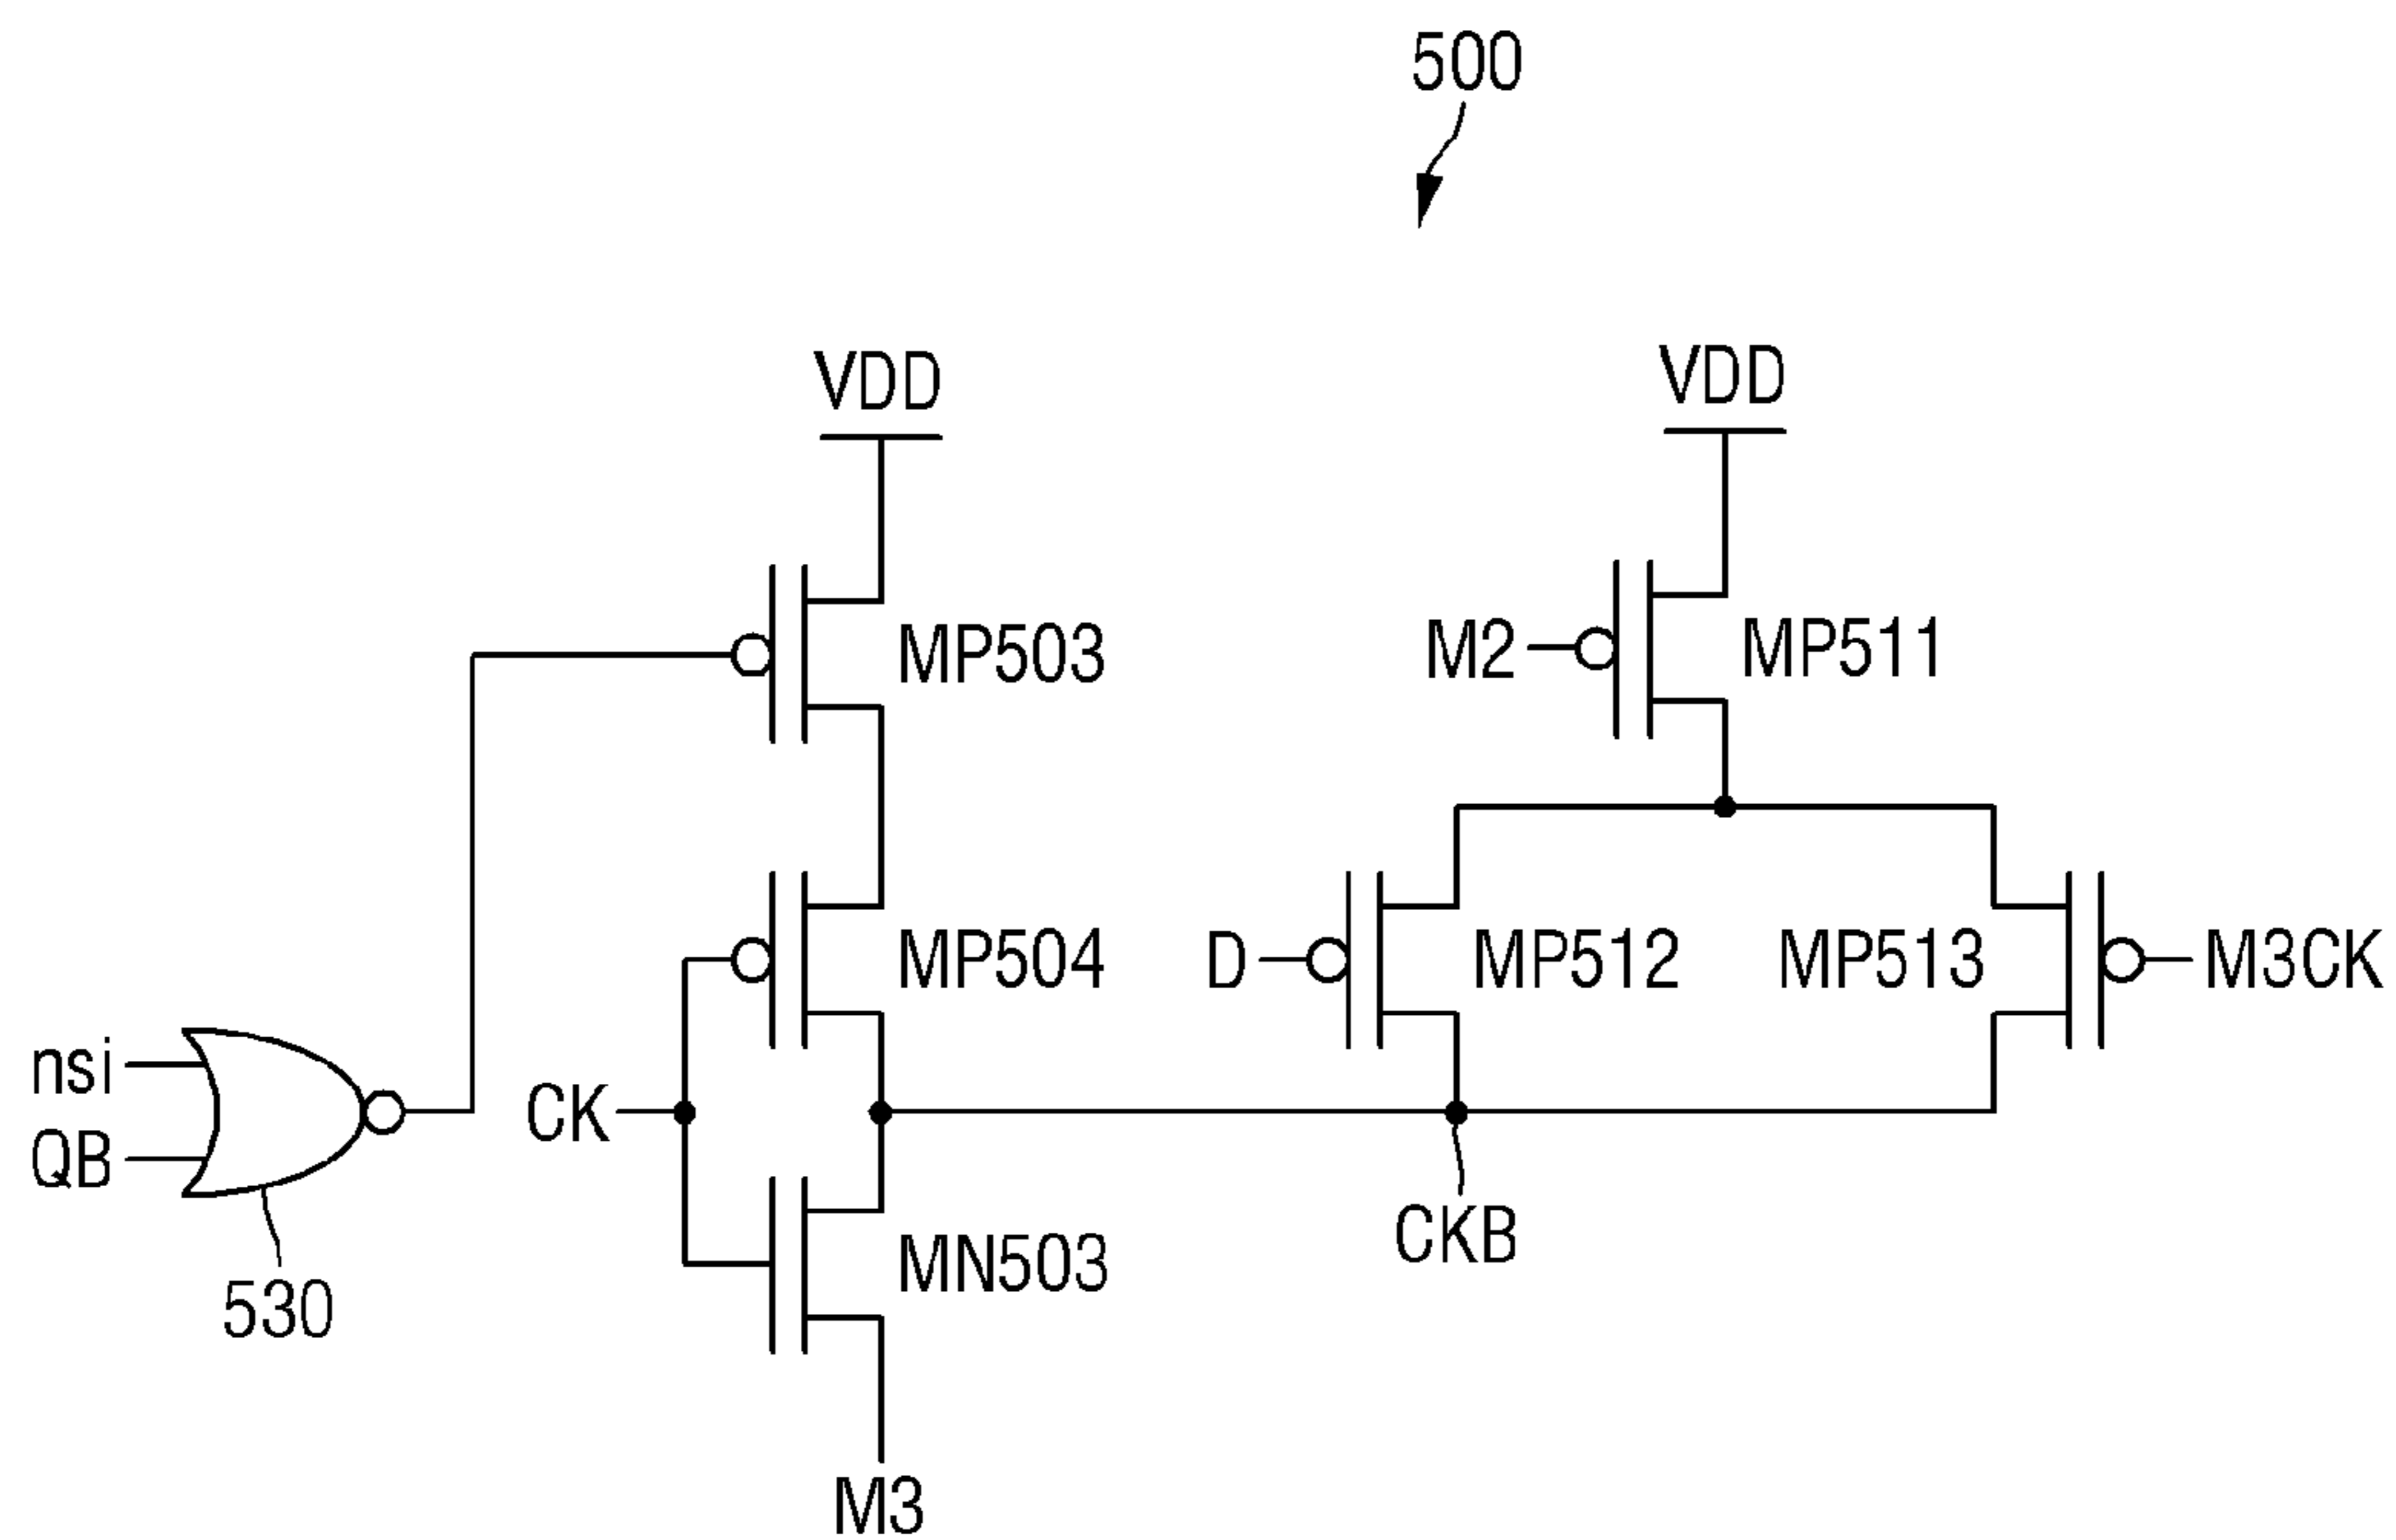 500
VDD
VDD
MP503
M2
MP511
MP504
D
MP512
MP513
M3CK
nsi
QB
CK
530
MN503
CKB
M3